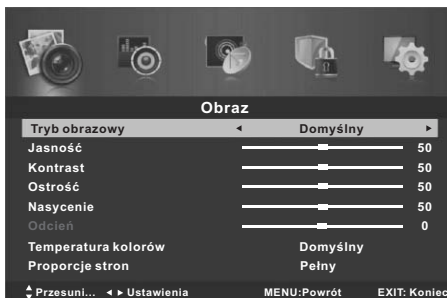 Obraz
Tryb obrazowy ◄ Domyślny ►
Jasność 50
Kontrast 50
Ostrość 50
Nasycenie 50
Odcień 0
Temperatura kolorów Domyślny
Proporcje stron Pełny
Przesuni... ◄ ► Ustawienia MENU:Powrót EXIT: Koniec